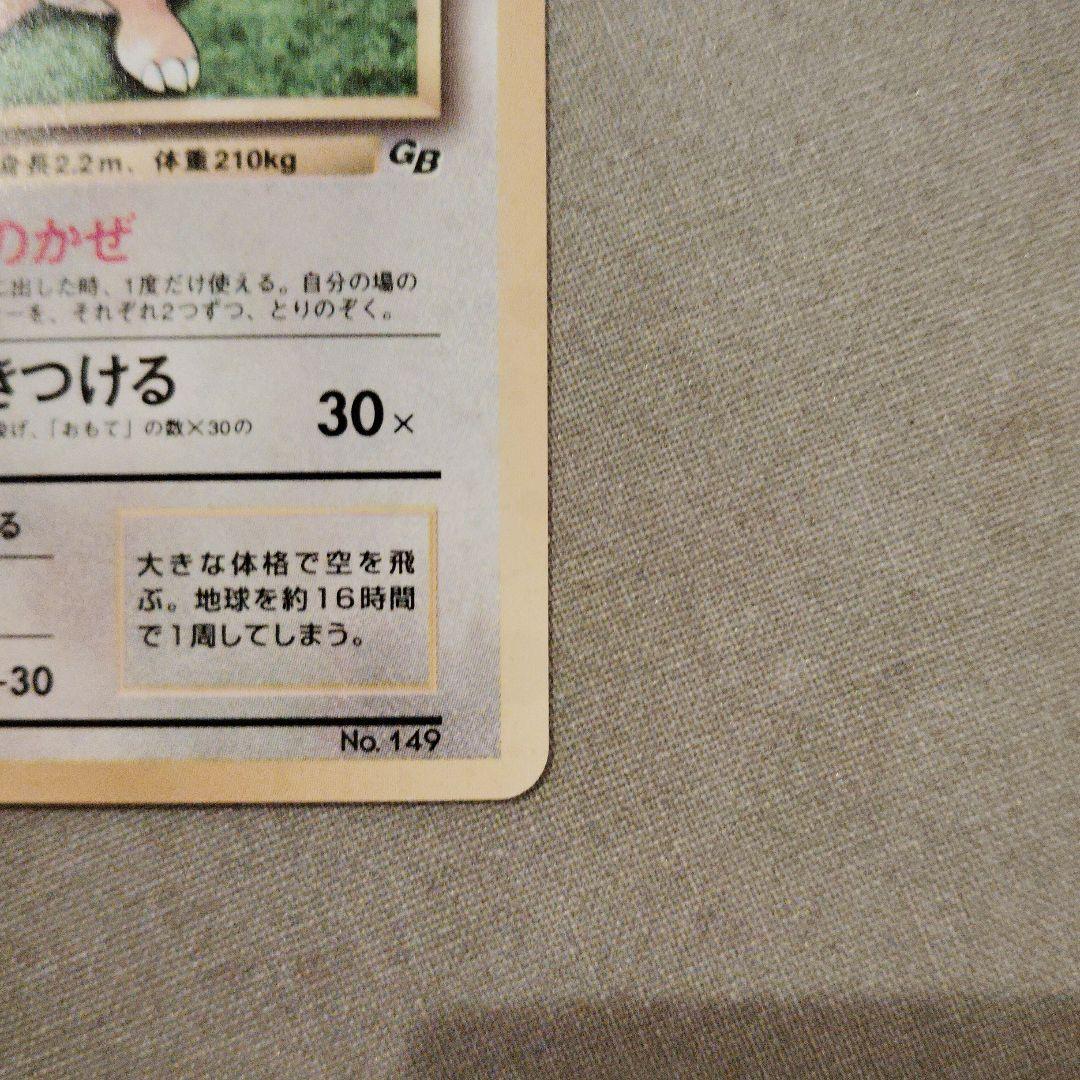 身長2.2m、体重210kg
GB
のかぜ
に出した時、1度だけ使える。自分の場の
ーを、それぞれ2つずつ、とりのぞく。
きつける
30×
投げ、「おもて」の数×30の
る
大きな体格で空を飛
ぶ。地球を約16時間
で1周してしまう。
-30
No. 149